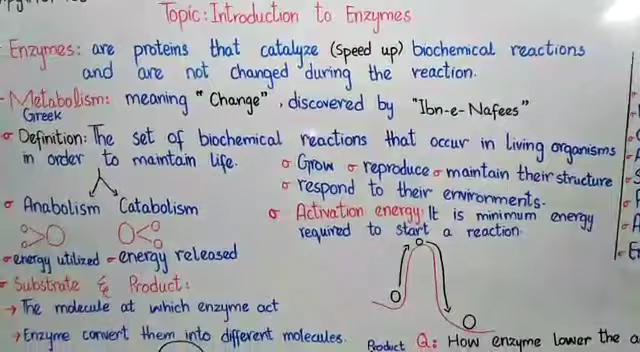 Topic: Introduction to Enzymes
Enzymes: are proteins that catalyze (speed up) biochemical reactions
and are not changed during the reaction.
Metabolism: meaning "Change", discovered by "Ibn-e-Nafees"
Greek
Definition: The set of biochemical reactions that occur in living organisms
in order to maintain life.
Grow reproduce maintain their structure
respond to their environments.
Anabolism Catabolism
energy utilized energy released
Activation energy: It is minimum energy
required to start a reaction.
Substrate & Product:
→ The molecule at which enzyme act
→ Enzyme convert them into different molecules.
Product
Q: How enzyme lower the a